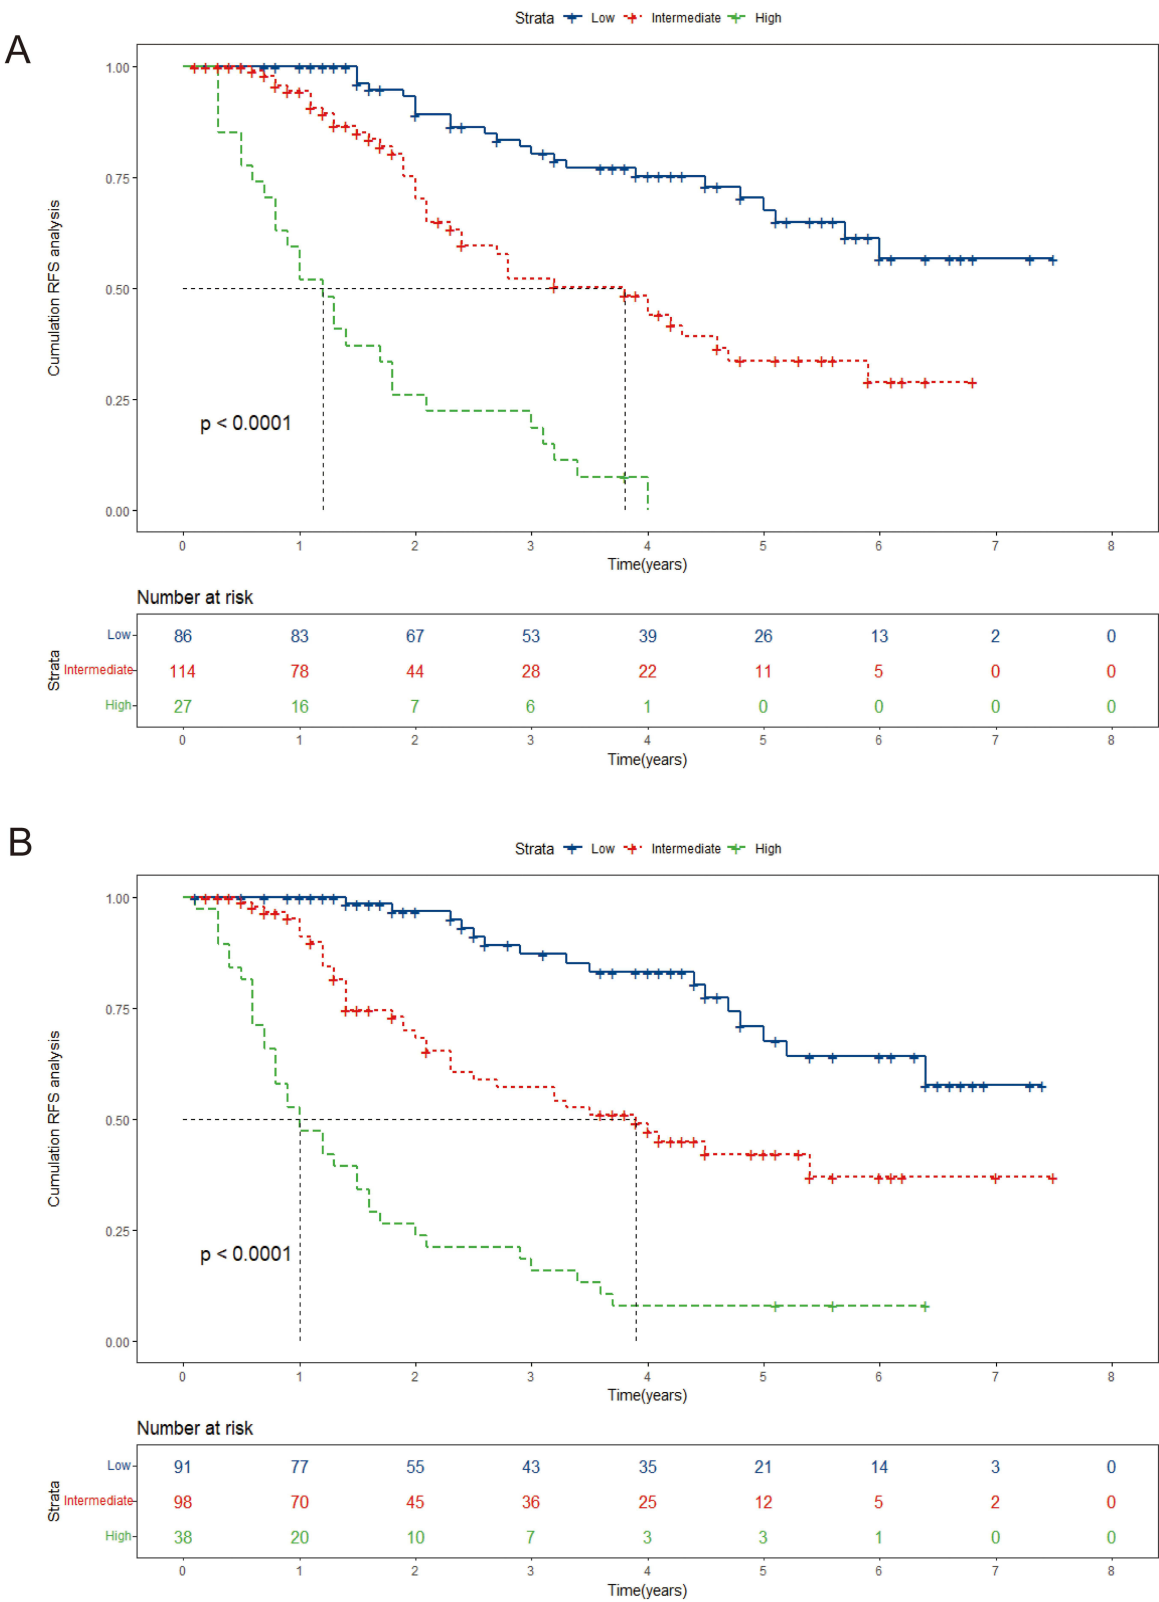 A
Strata Low Intermediate High
1.00
0.75
0.50
0.25
0.00
Cumulation RFS analysis
p < 0.0001
0 1 2 3 4 5 6 7 8
Time(years)
Number at risk
Strata
Low 86 83 67 53 39 26 13 2 0
Intermediate 114 78 44 28 22 11 5 0 0
High 27 16 7 6 1 0 0 0 0
0 1 2 3 4 5 6 7 8
Time(years)
B
Strata Low Intermediate High
1.00
0.75
0.50
0.25
0.00
Cumulation RFS analysis
p < 0.0001
0 1 2 3 4 5 6 7 8
Time(years)
Number at risk
Strata
Low 91 77 55 43 35 21 14 3 0
Intermediate 98 70 45 36 25 12 5 2 0
High 38 20 10 7 3 3 1 0 0
0 1 2 3 4 5 6 7 8
Time(years)